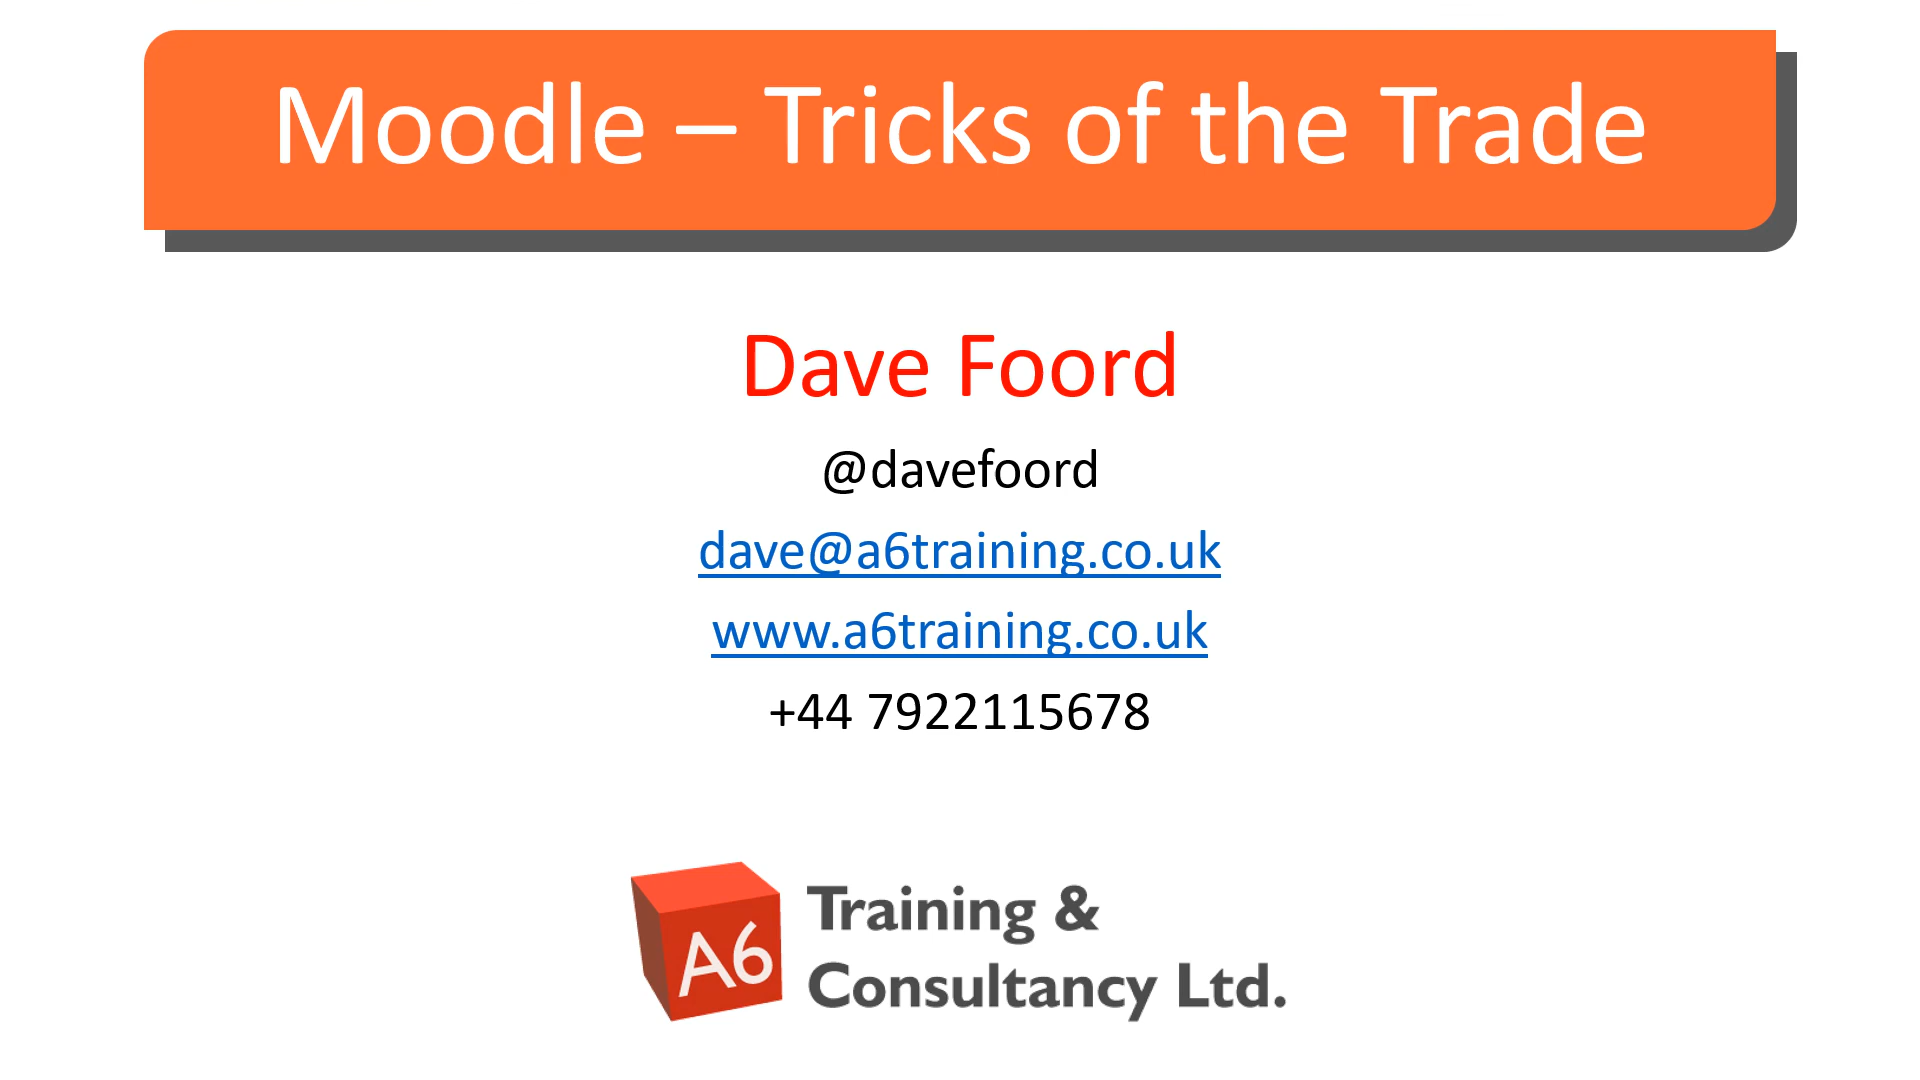 Moodle – Tricks of the Trade
Dave Foord
@davefoord
dave@a6training.co.uk
www.a6training.co.uk
+44 7922115678
A6
Training &
Consultancy Ltd.